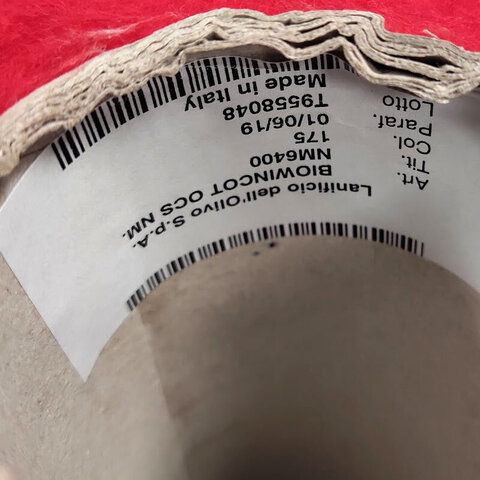 Lanificio dell'Olivo S.p.A.
Art. BIOWINCOT OCS NM.
Tit. NM6400
Col. 175
Paraf. 01/06/19
Lotto T9558048
Made in Italy